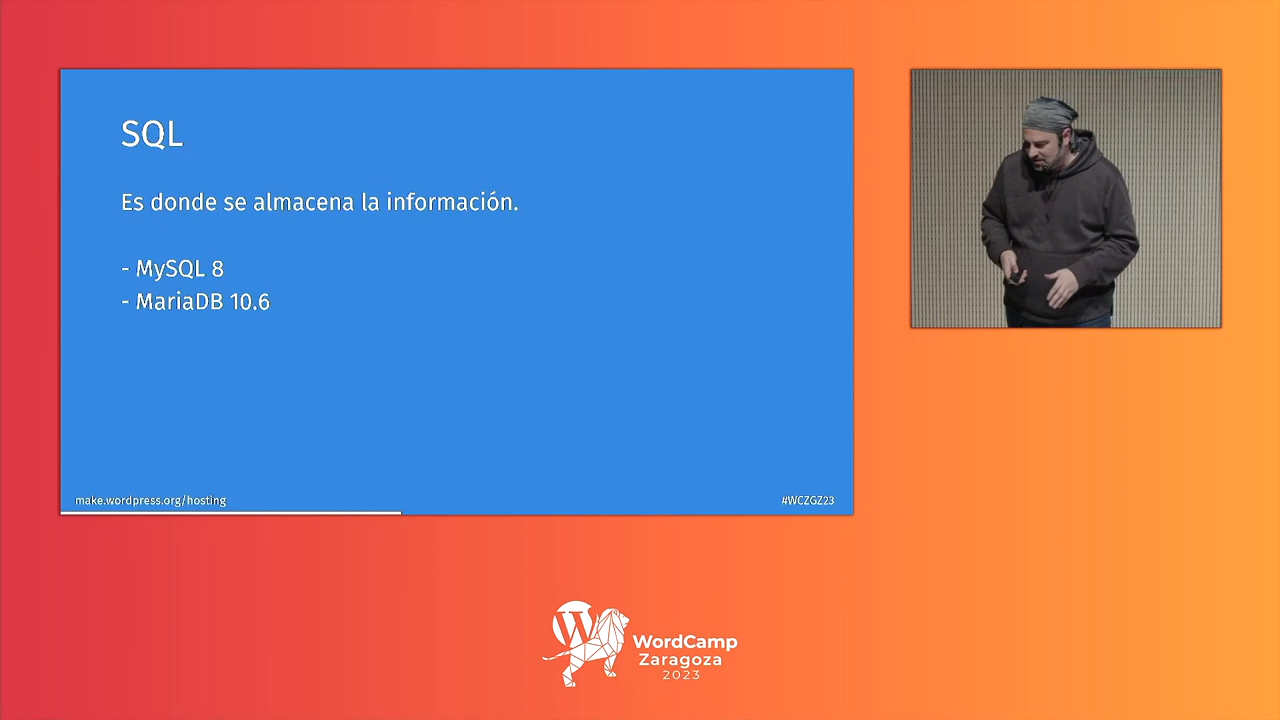 SQL
Es donde se almacena la información.
- MySQL 8
- MariaDB 10.6
make.wordpress.org/hosting
#WCZGZ23
WordCamp
Zaragoza
2023